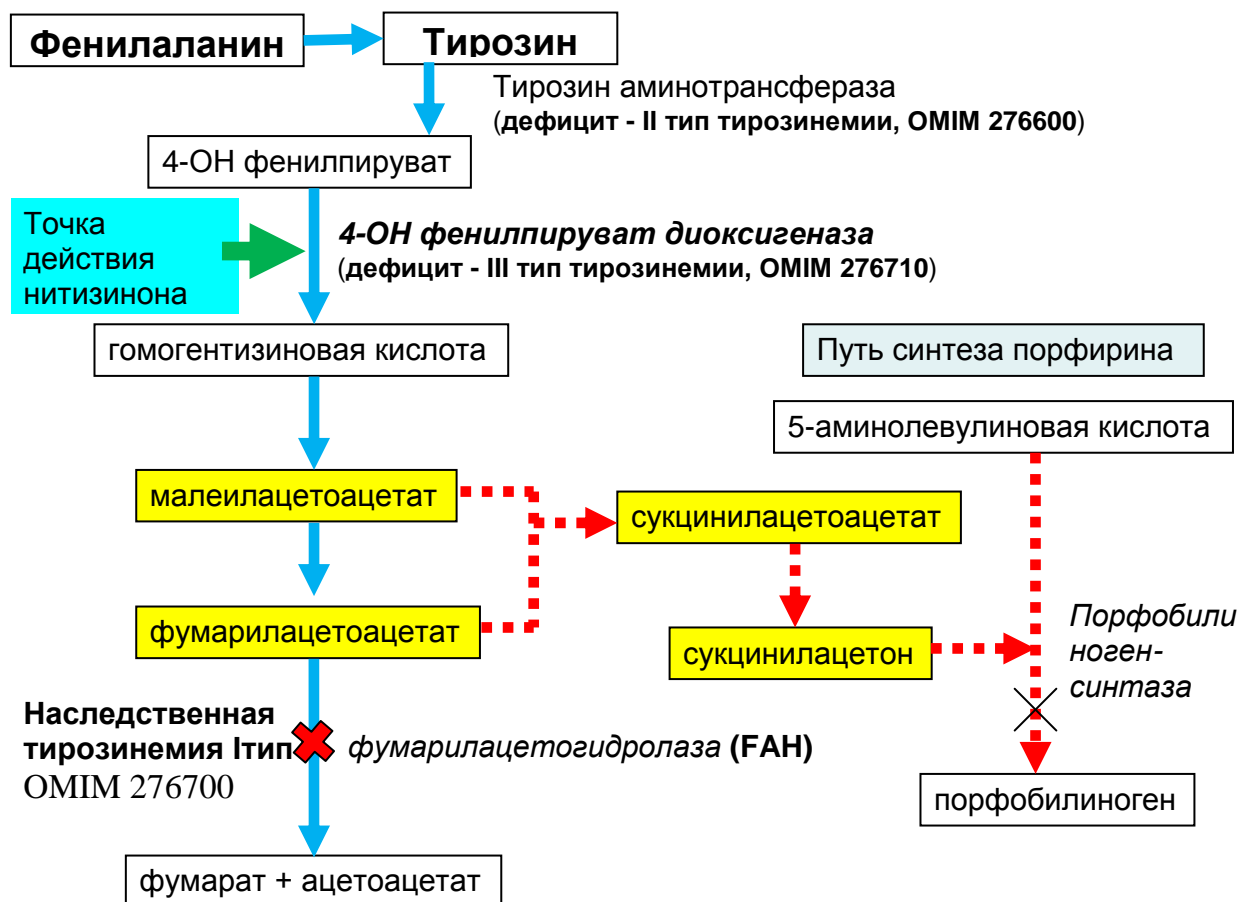 Фенилаланин
Тирозин
Тирозин аминотрансфераза
(дефицит - II тип тирозинемии, OMIM 276600)
4-ОН фенилпируват
Точка
действия
нитизинона
4-ОН фенилпируват диоксигеназа
(дефицит - III тип тирозинемии, OMIM 276710)
гомогентизиновая кислота
Путь синтеза порфирина
5-аминолевулиновая кислота
малеилацетоацетат
сукцинилацетоацетат
фумарилацетоацетат
сукцинилацетон
Порфобили
ноген-
синтаза
Наследственная
тирозинемия Iтип
OMIM 276700
фумарилацетогидролаза (FAH)
порфобилиноген
фумарат + ацетоацетат